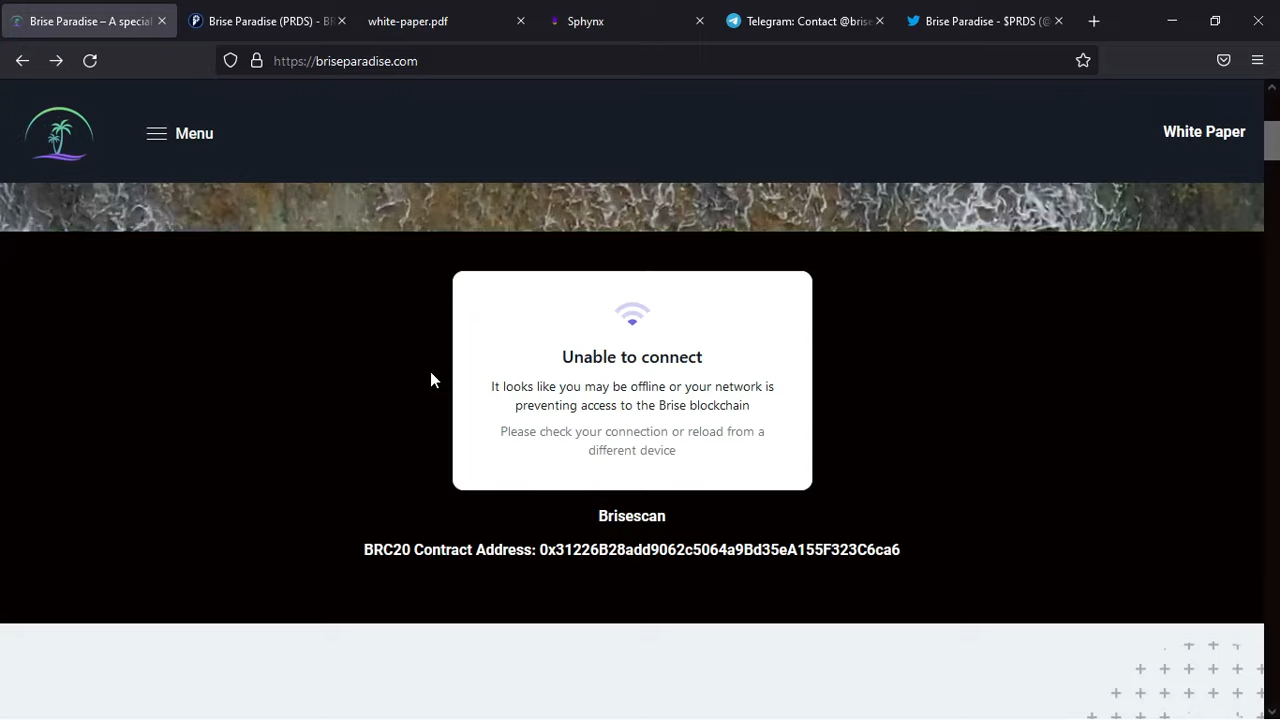 Brise Paradise – A special
Brise Paradise (PRDS) - BR
white-paper.pdf
Sphynx
Telegram: Contact @brise
Brise Paradise - $PRDS (@
https://briseparadise.com
Menu
White Paper
Unable to connect
It looks like you may be offline or your network is
preventing access to the Brise blockchain
Please check your connection or reload from a
different device
Brisescan
BRC20 Contract Address: 0x31226B28add9062c5064a9Bd35eA155F323C6ca6